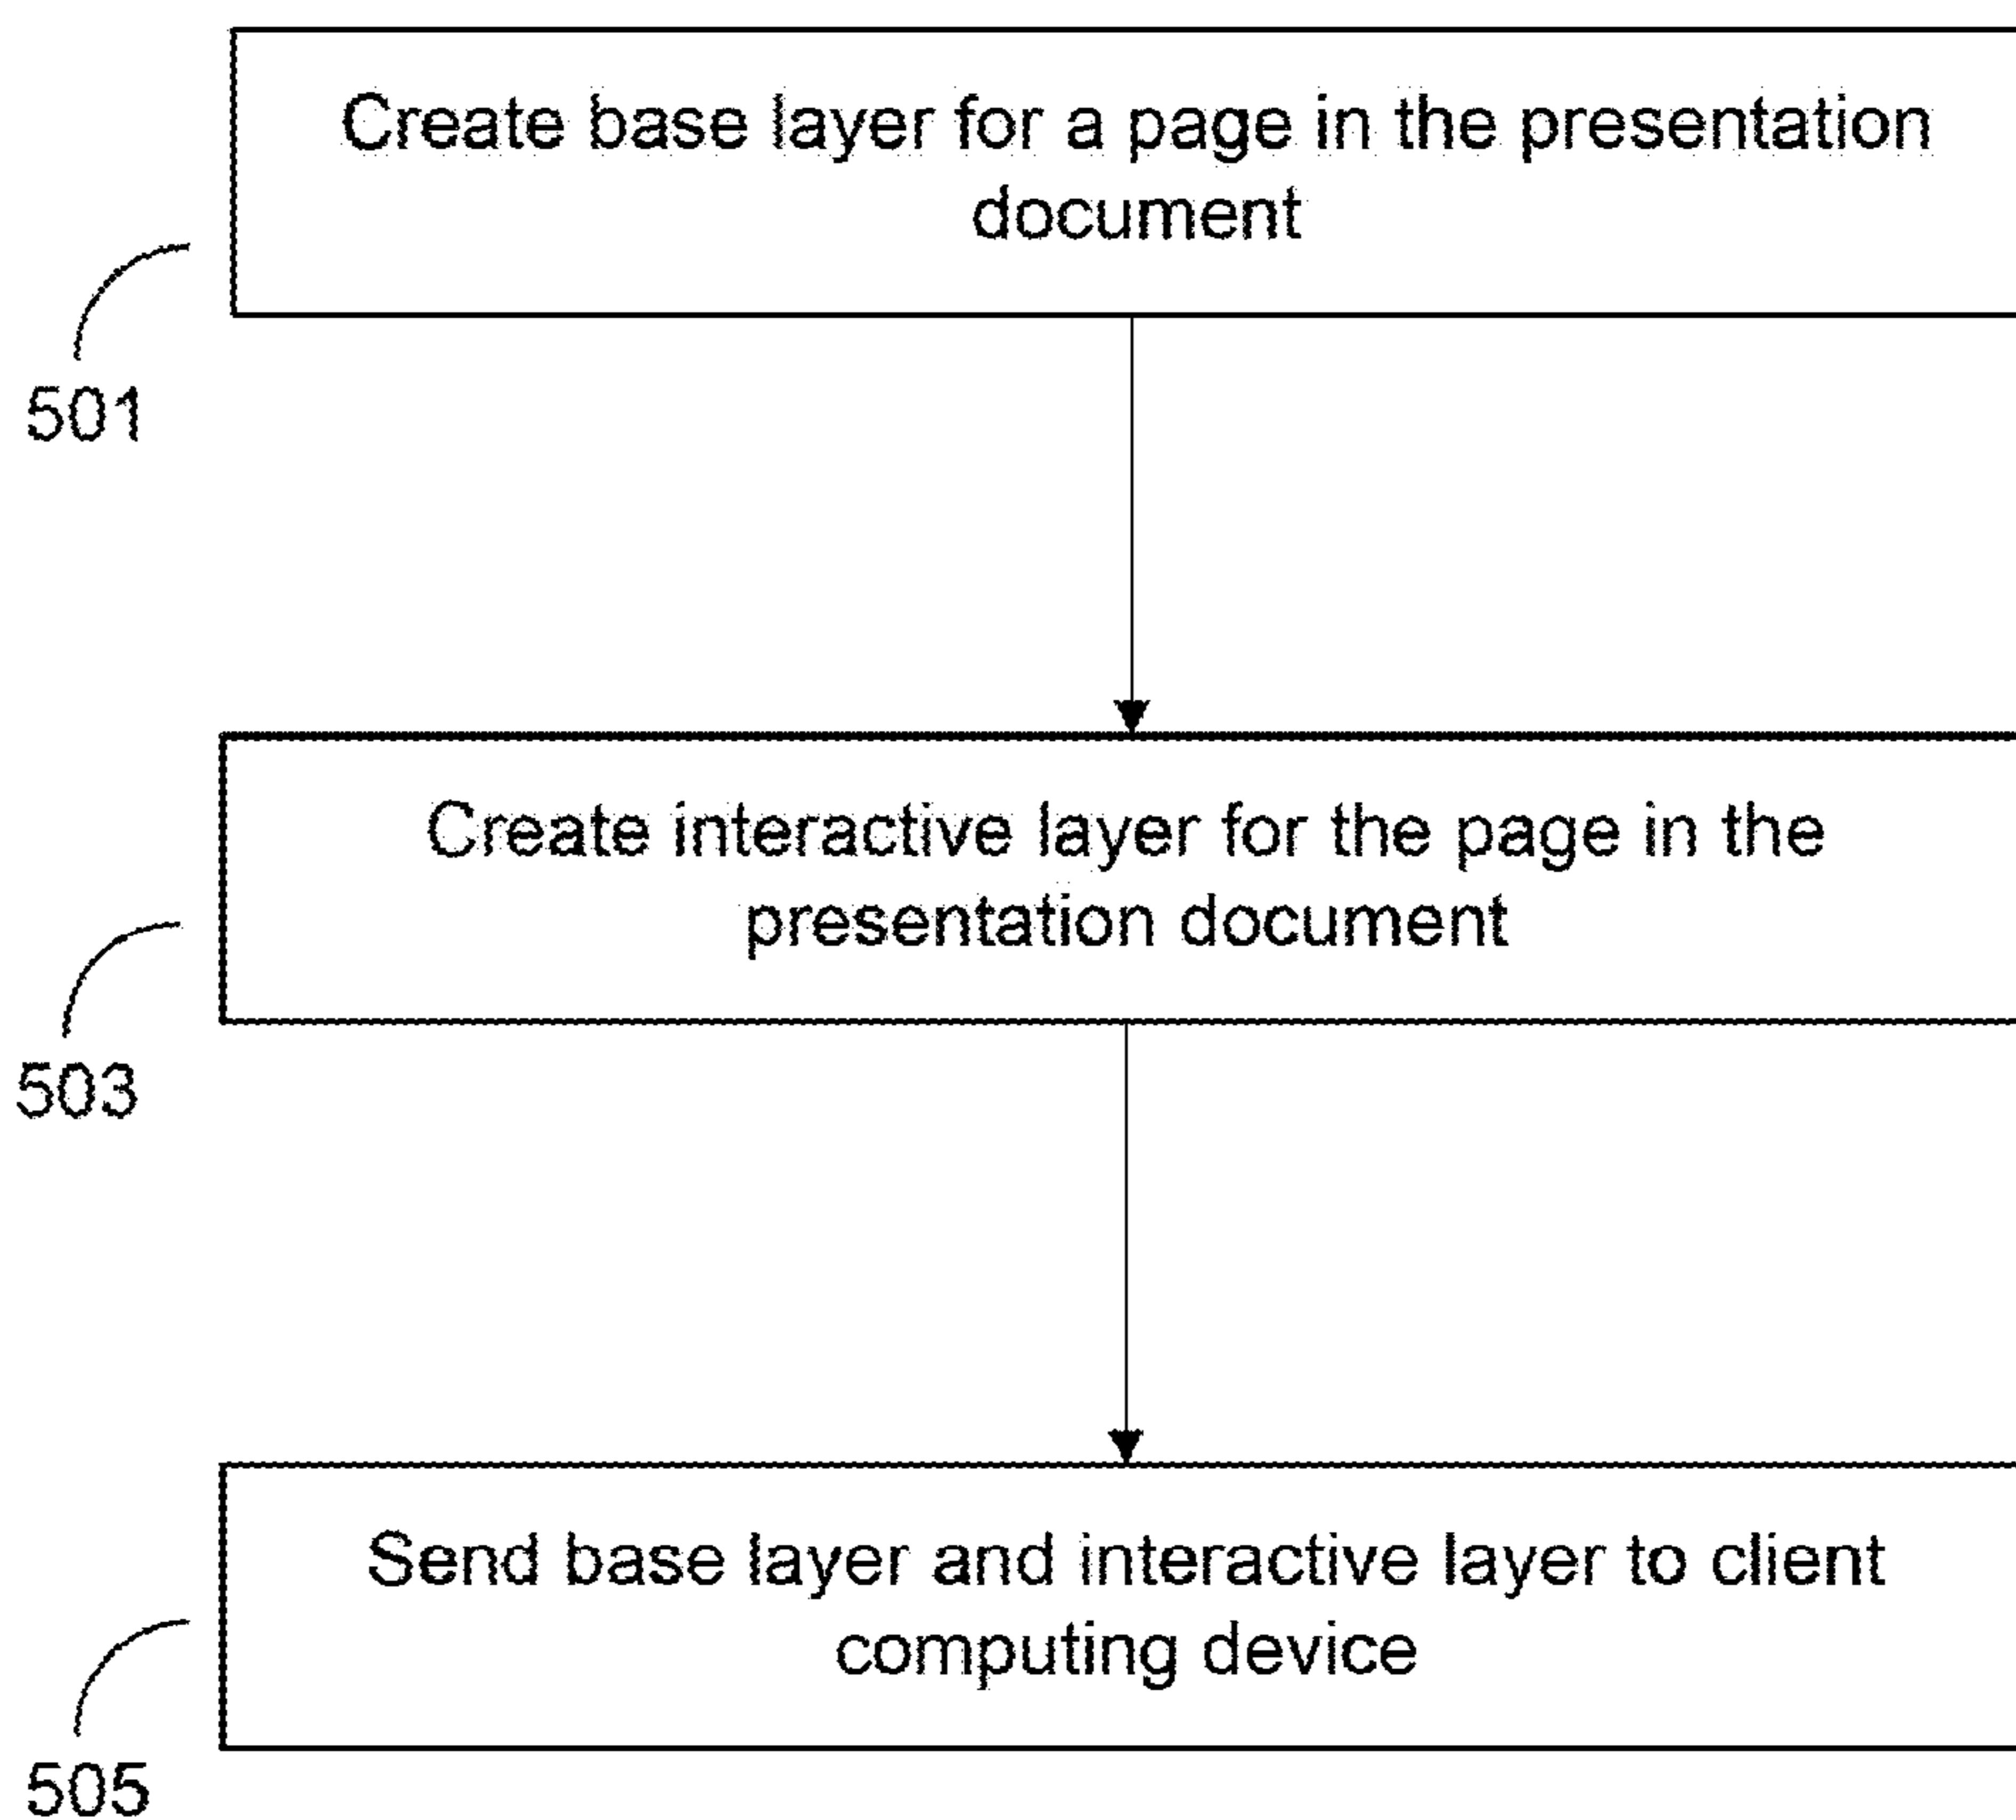 Create base layer for a page in the presentation
document
501
Create interactive layer for the page in the
presentation document
503
Send base layer and interactive layer to client
computing device
505